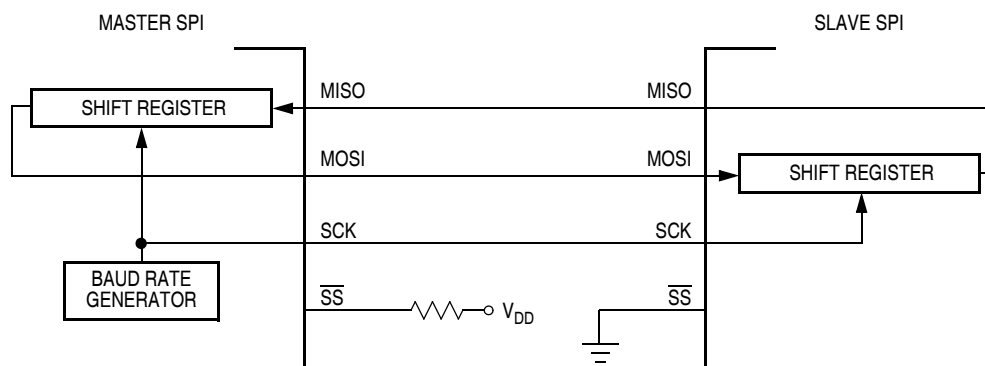 MASTER SPI
SLAVE SPI
MISO
MISO
SHIFT REGISTER
MOSI
MOSI
SHIFT REGISTER
SCK
SCK
BAUD RATE
GENERATOR
SS
VDD
SS